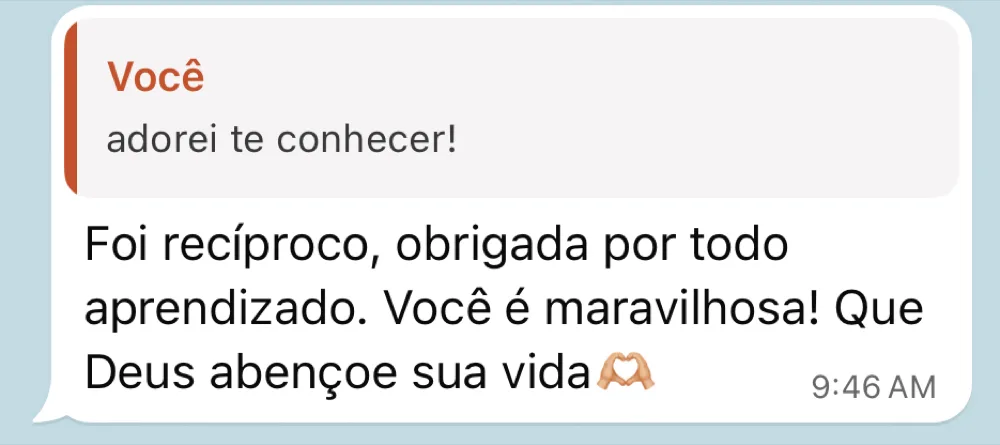 Você
adorei te conhecer!
Foi recíproco, obrigada por todo
aprendizado. Você é maravilhosa! Que
Deus abençoe sua vida🫶🏼
9:46 AM